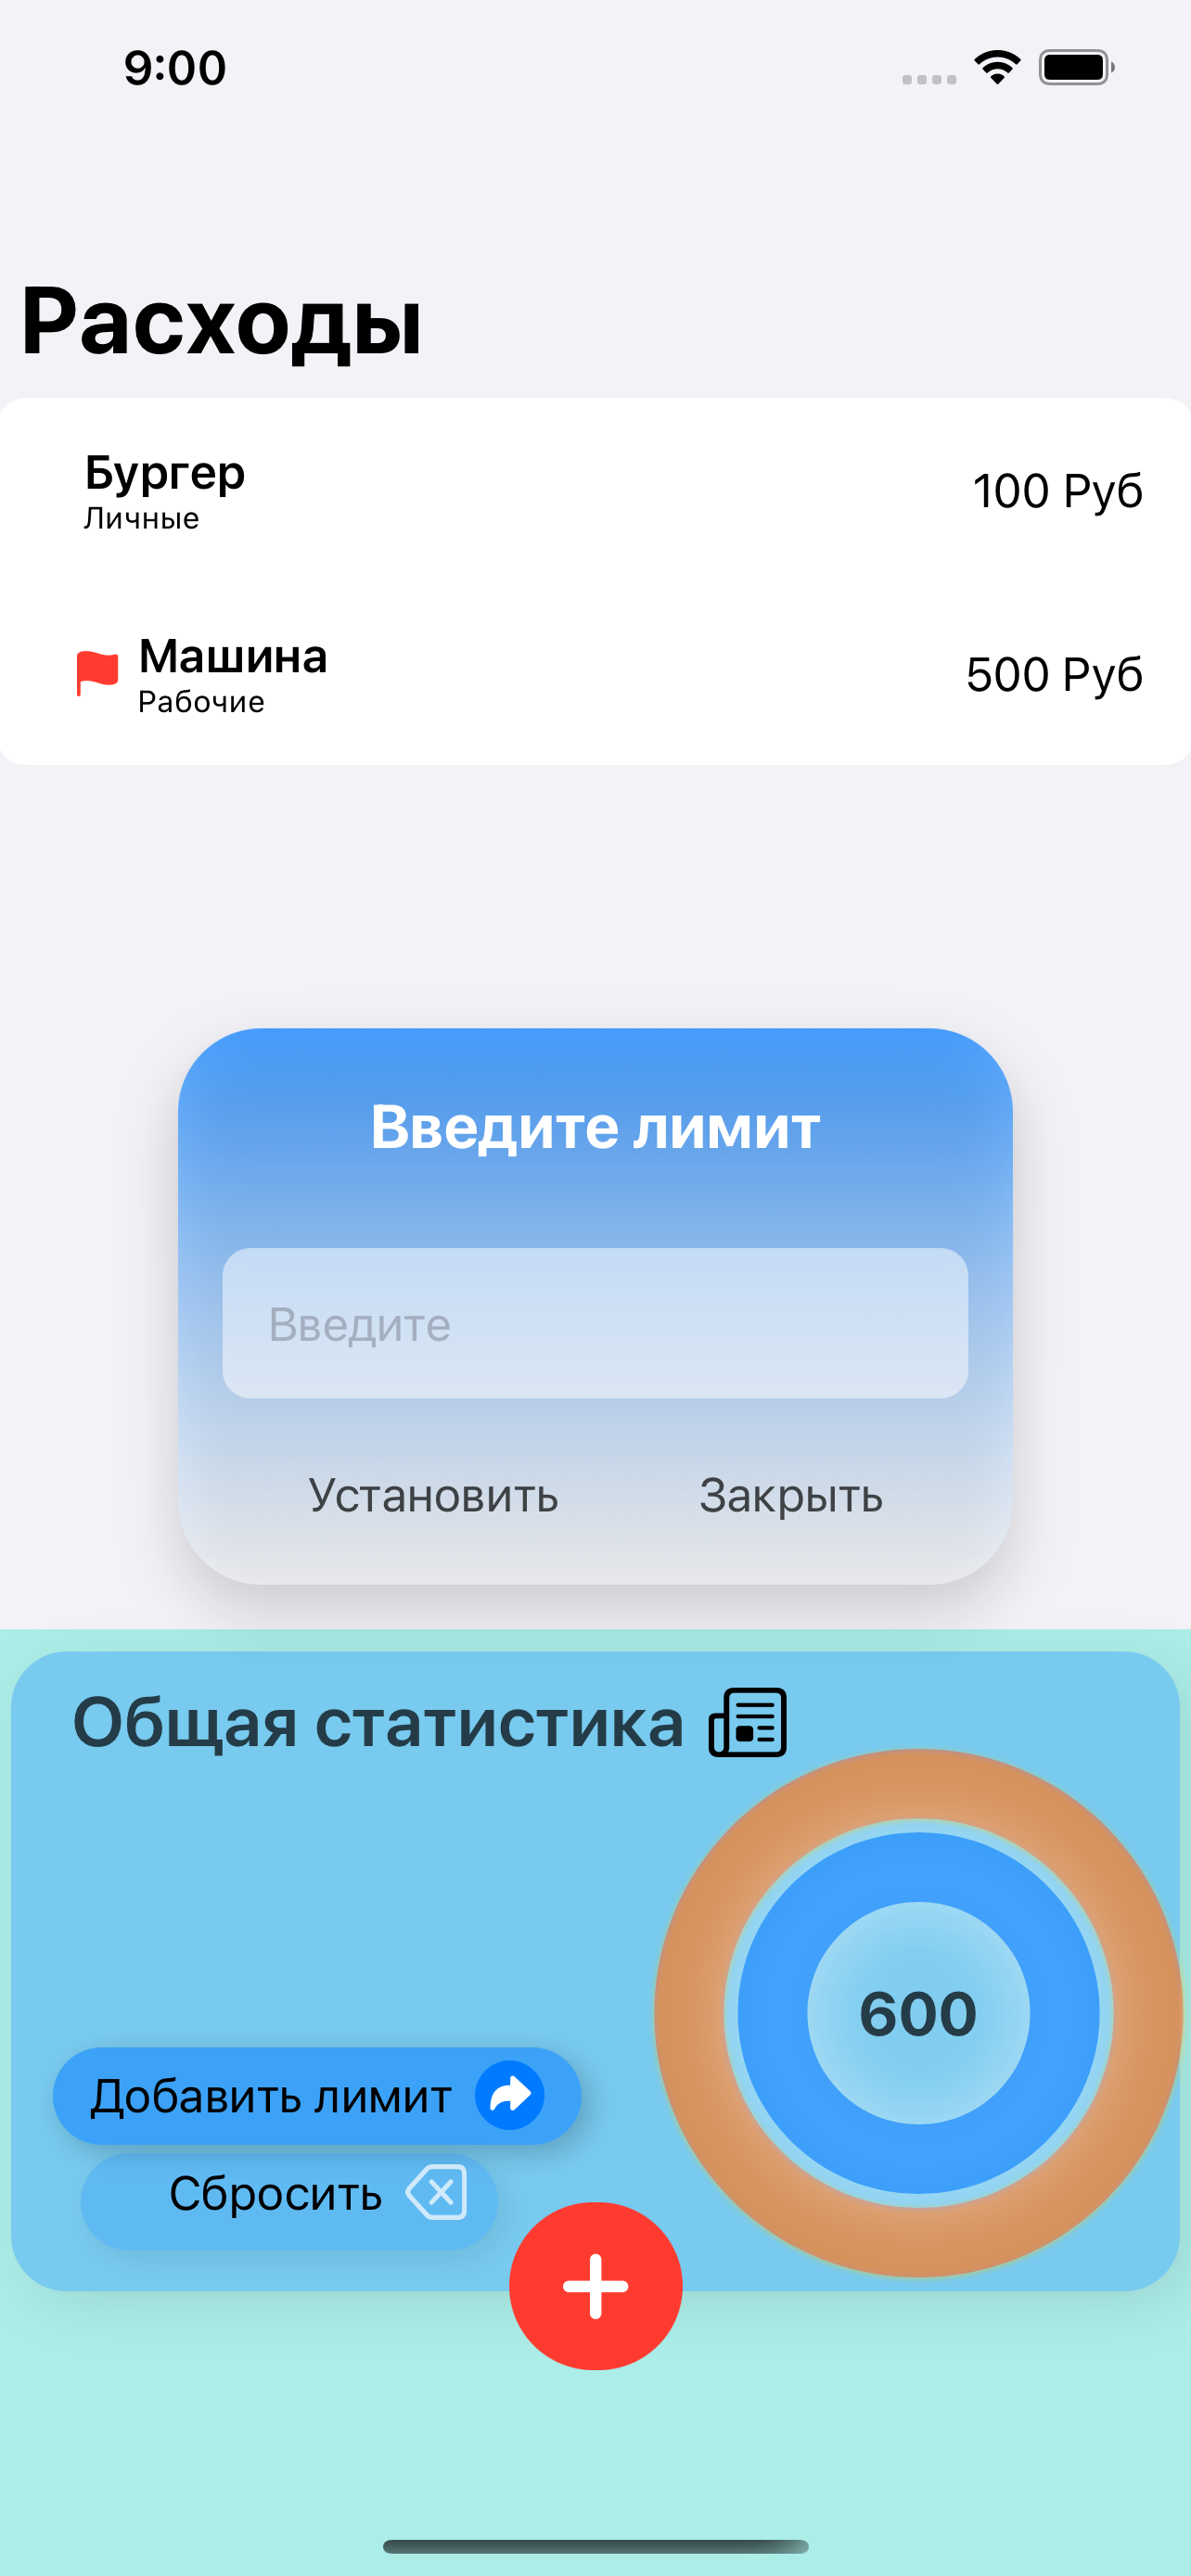 9:00
Расходы
Бургер
Личные
100 Руб
Машина
Рабочие
500 Руб
Введите лимит
Введите
Установить Закрыть
Общая статистика
600
Добавить лимит
Сбросить